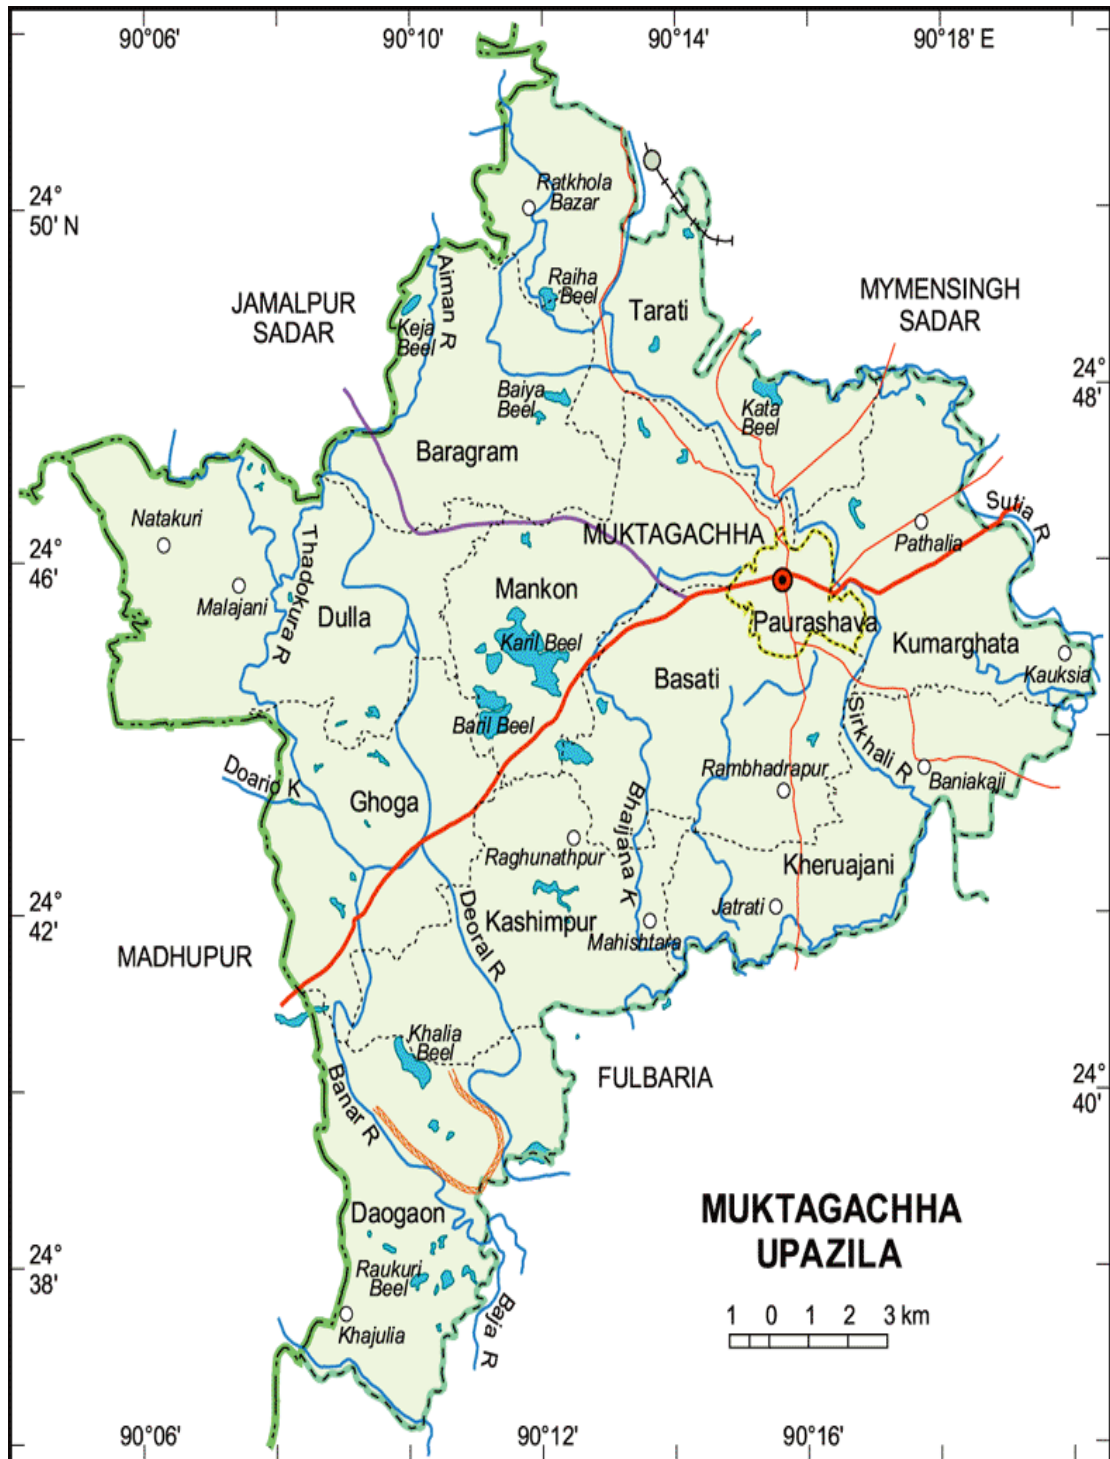 90°06'
90°10'
90°14'
90°18' E
24°
50' N
Ratkhola
Bazar
Aiman R
Raiha
Beel
Tarati
JAMALPUR
SADAR
MYMENSINGH
SADAR
Keja
Beel
24°
48'
Baiya
Beel
Kata
Beel
Baragram
Natakuri
Sutia R
MUKTAGACHHA
Pathalia
24°
46'
Thadokura R
Malajani
Mankon
Dulla
Paurashava
Karil Beel
Kumarghata
Basati
Kauksia
Baril Beel
Sirkhali R
Doario K
Rambhadrapur
Baniakaji
Ghoga
Bhaijana K
Raghunathpur
Kheruajani
24°
42'
Deoral R
Kashimpur
Jatrati
Mahishtara
MADHUPUR
Khalia
Beel
FULBARIA
24°
40'
Banar R
Daogaon
MUKTAGACHHA
UPAZILA
24°
38'
Raukuri
Beel
Baja R
Khajulia
1 0 1 2 3 km
90°06'
90°12'
90°16'